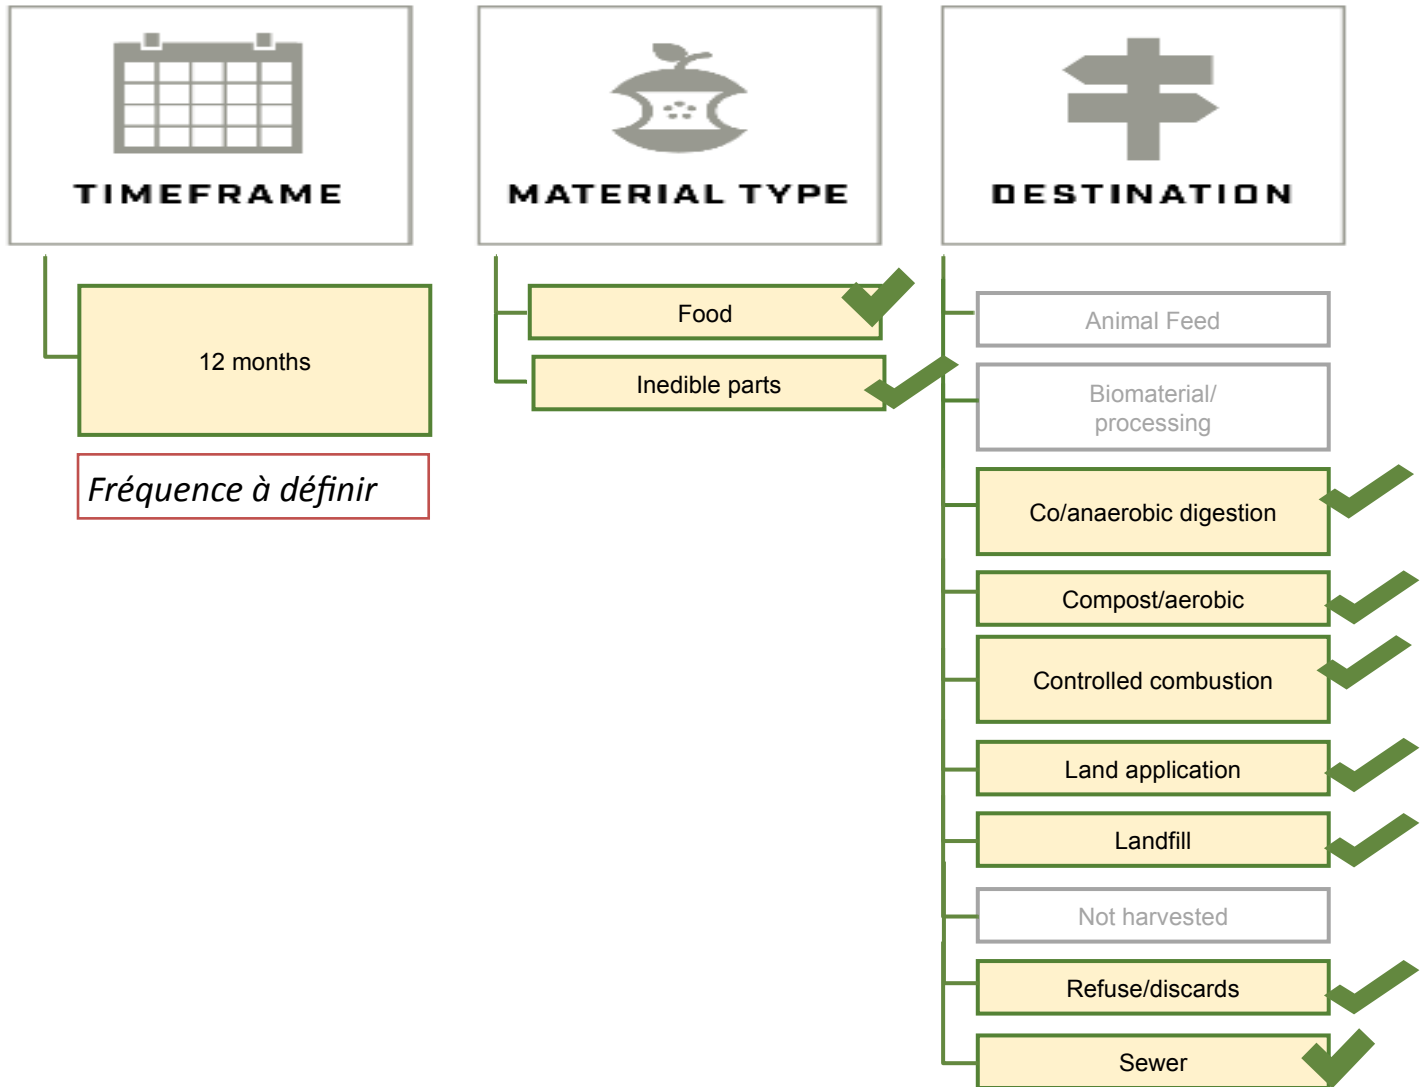 TIMEFRAME
MATERIAL TYPE
DESTINATION
12 months
Fréquence à définir
Food
Inedible parts
Animal Feed
Biomaterial/
processing
Co/anaerobic digestion
Compost/aerobic
Controlled combustion
Land application
Landfill
Not harvested
Refuse/discards
Sewer